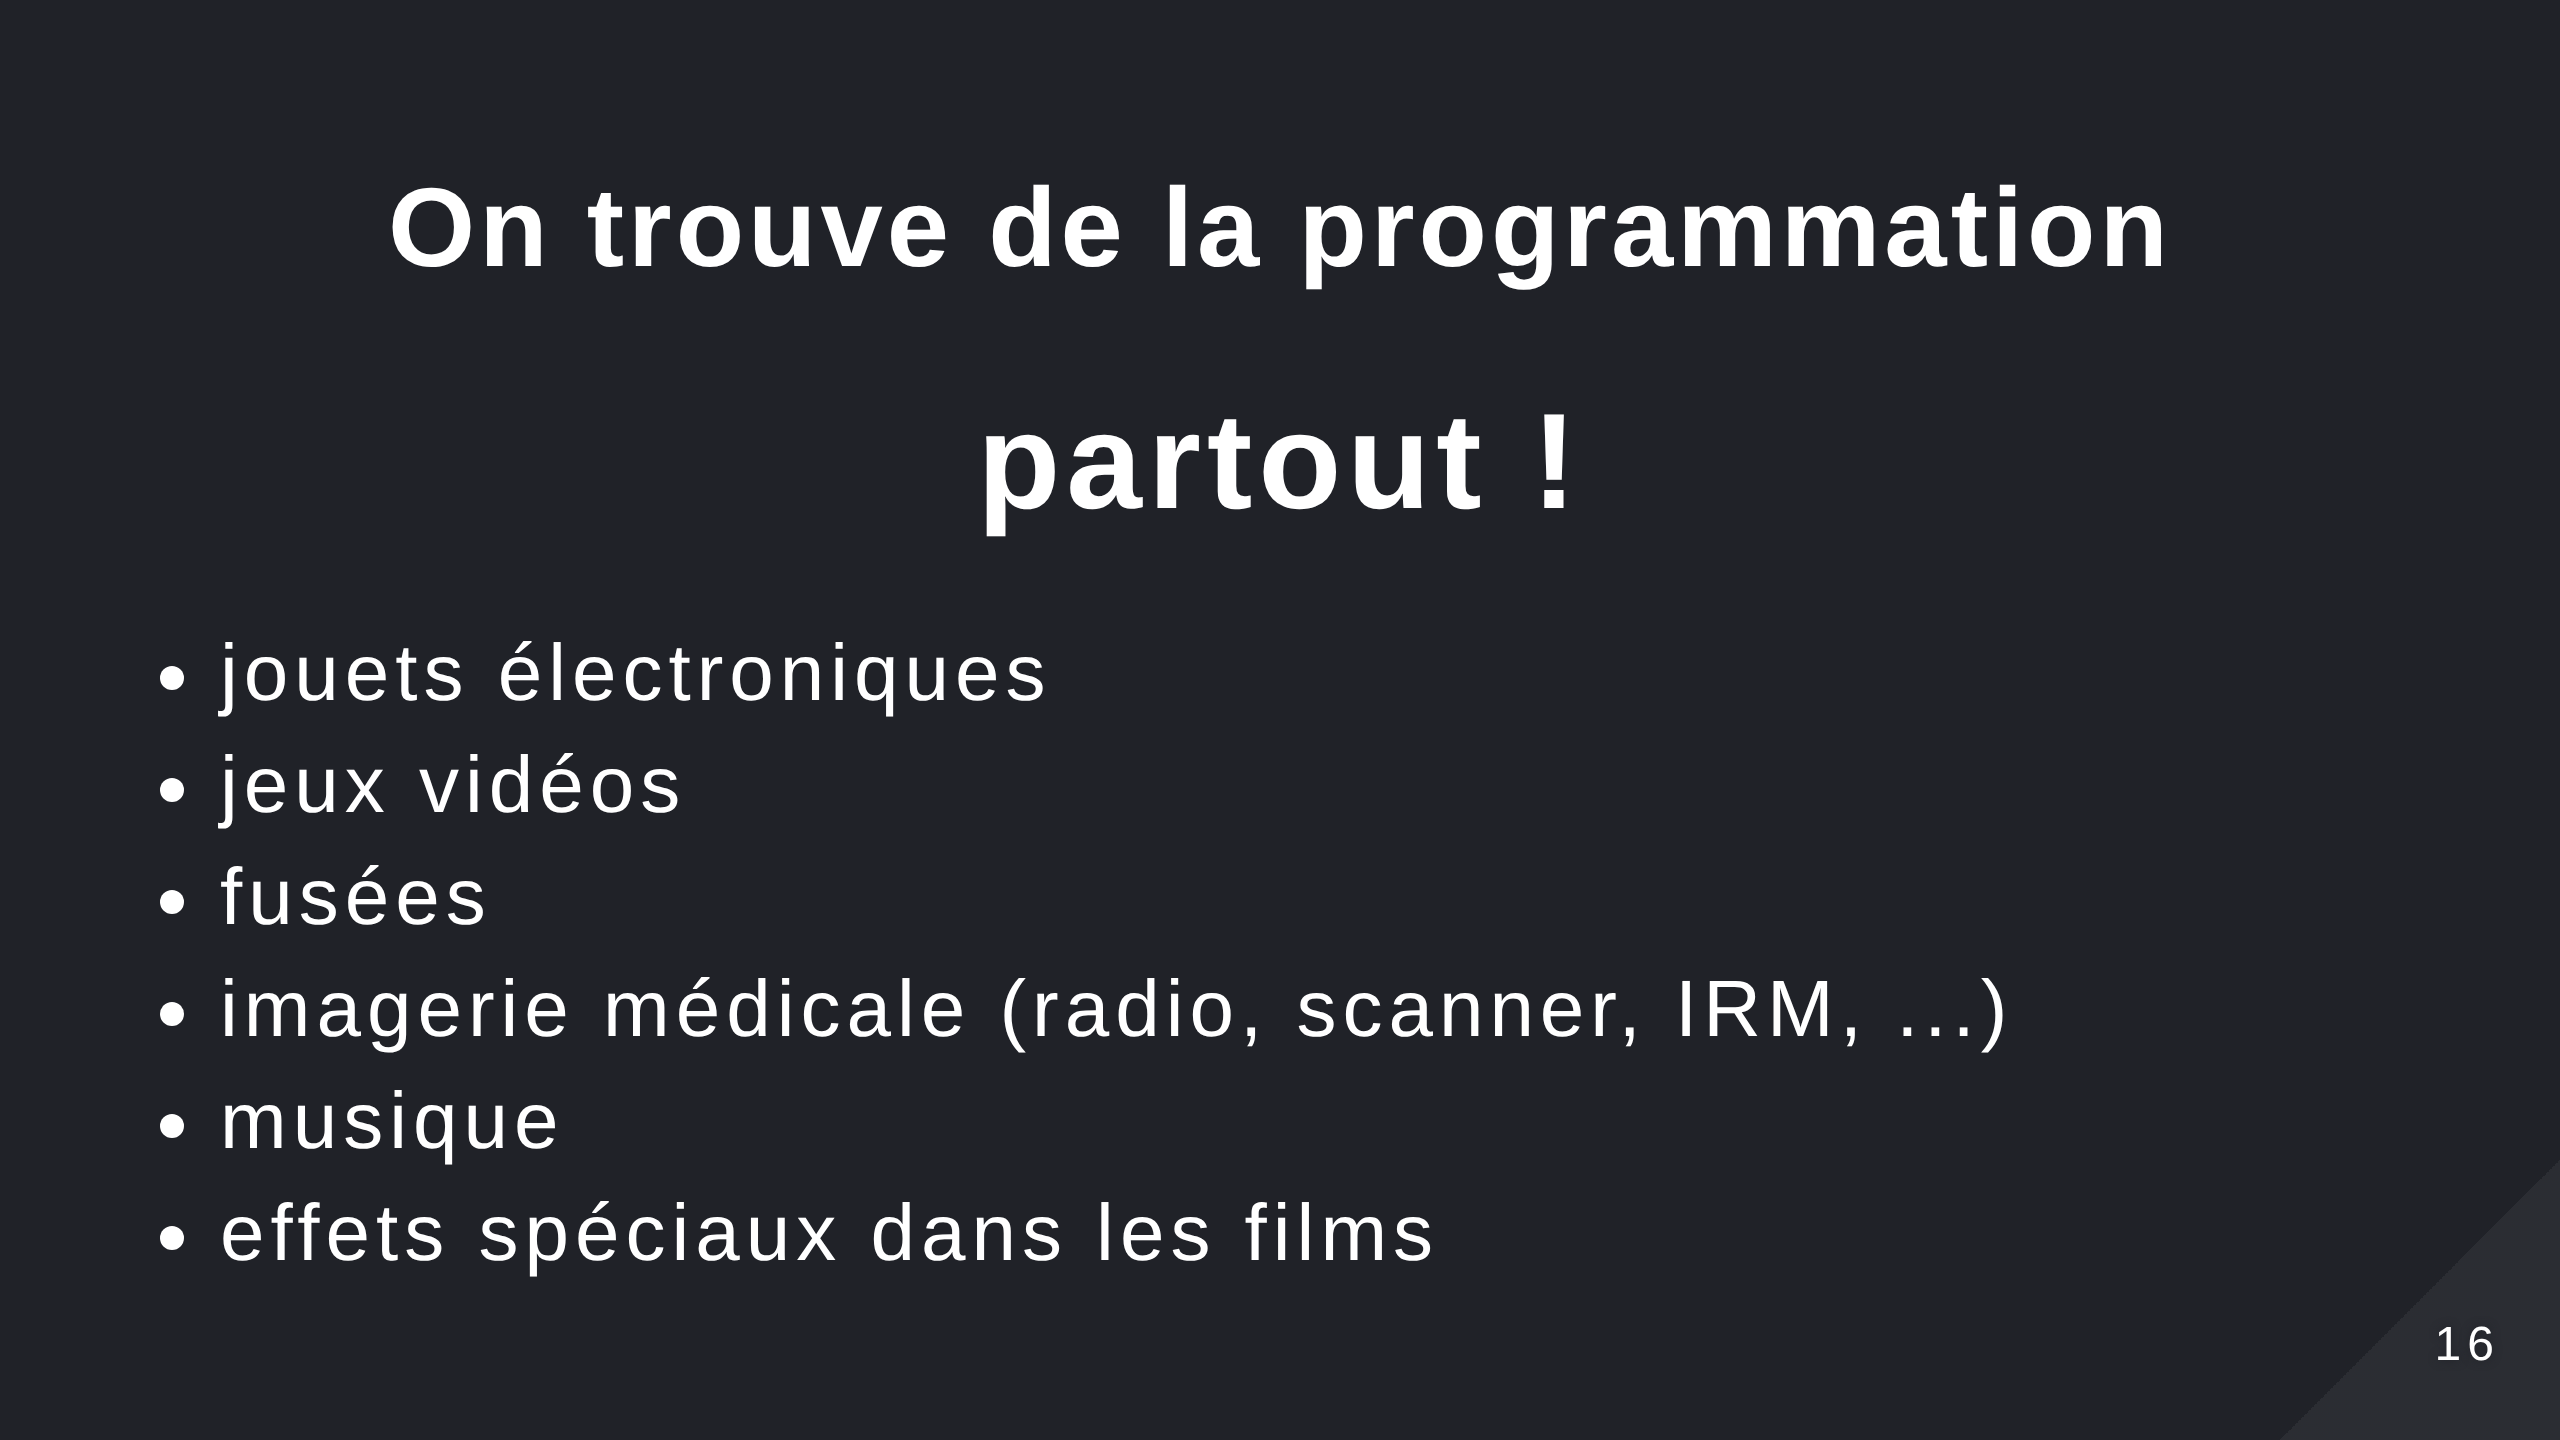 On trouve de la programmation
partout !
• jouets électroniques
• jeux vidéos
• fusées
• imagerie médicale (radio, scanner, IRM, ...)
• musique
• effets spéciaux dans les films
16